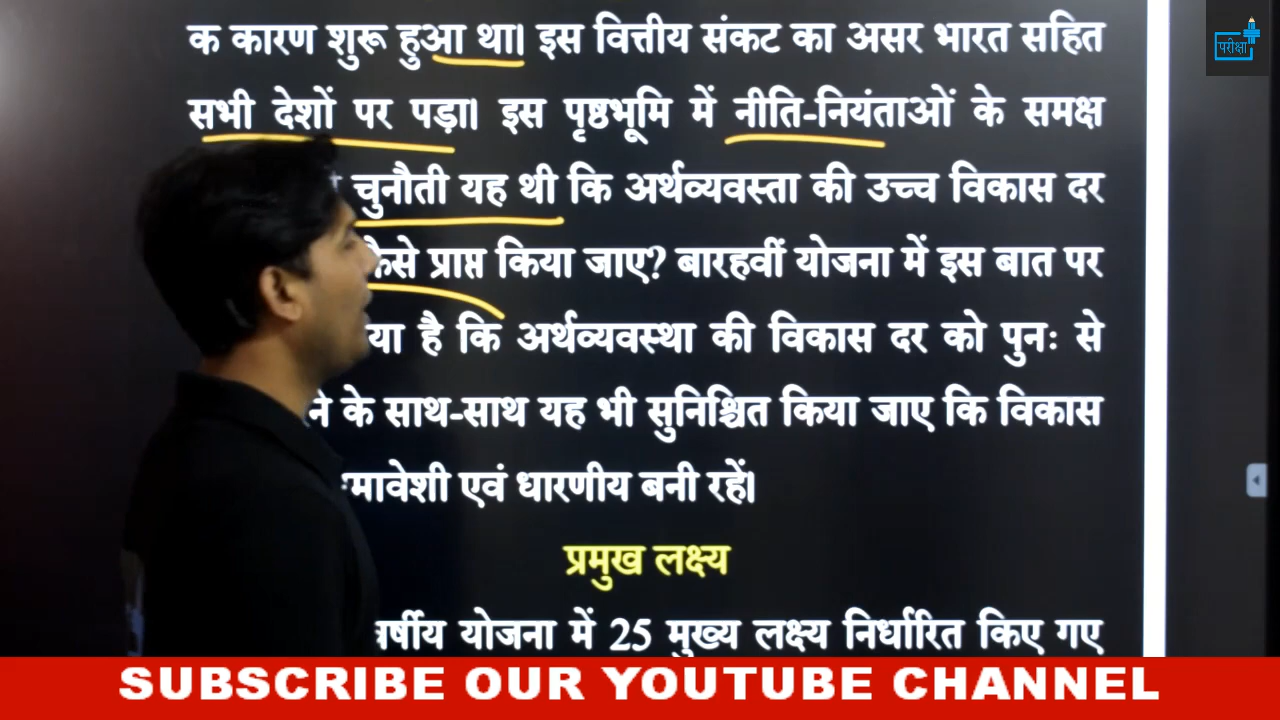 परीक्षा
क कारण शुरू हुआ था। इस वित्तीय संकट का असर भारत सहित
सभी देशों पर पड़ा। इस पृष्ठभूमि में नीति-नियंताओं के समक्ष
चुनौती यह थी कि अर्थव्यवस्ता की उच्च विकास दर
कैसे प्राप्त किया जाए? बारहवीं योजना में इस बात पर
है कि अर्थव्यवस्था की विकास दर को पुनः से
के साथ-साथ यह भी सुनिश्चित किया जाए कि विकास
एवं धारणीय बनी रहें।
प्रमुख लक्ष्य
योजना में 25 मुख्य लक्ष्य निर्धारित किए गए
SUBSCRIBE OUR YOUTUBE CHANNEL